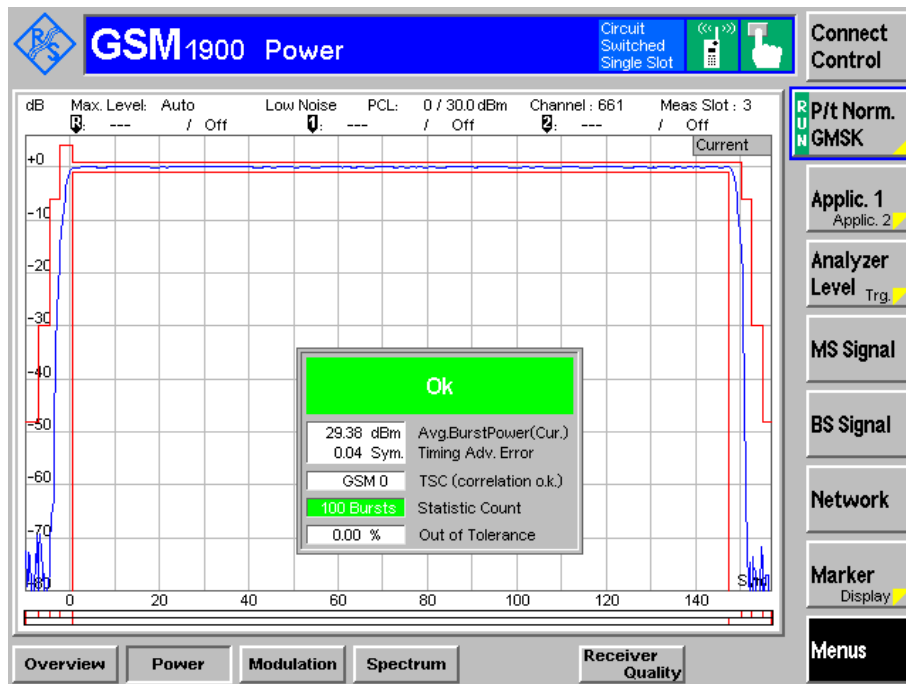 R&S
GSM 1900 Power
Circuit
Switched
Single Slot
Connect
Control
dB Max. Level: Auto Low Noise PCL: 0 / 30.0 dBm Channel : 661 Meas Slot : 3
R: --- / Off 1: --- / Off 2: --- / Off
Current
RUN
P/t Norm.
GMSK
+0
-10
-20
-30
-40
-50
-60
-70
-80
Applic. 1
Applic. 2
Analyzer
Level Trg.
MS Signal
BS Signal
Network
Marker
Display
Menus
Ok
29.38 dBm Avg.BurstPower(Cur.)
0.04 Sym. Timing Adv. Error
GSM 0 TSC (correlation o.k.)
100 Bursts Statistic Count
0.00 % Out of Tolerance
0 20 40 60 80 100 120 140
Overview Power Modulation Spectrum Receiver
Quality